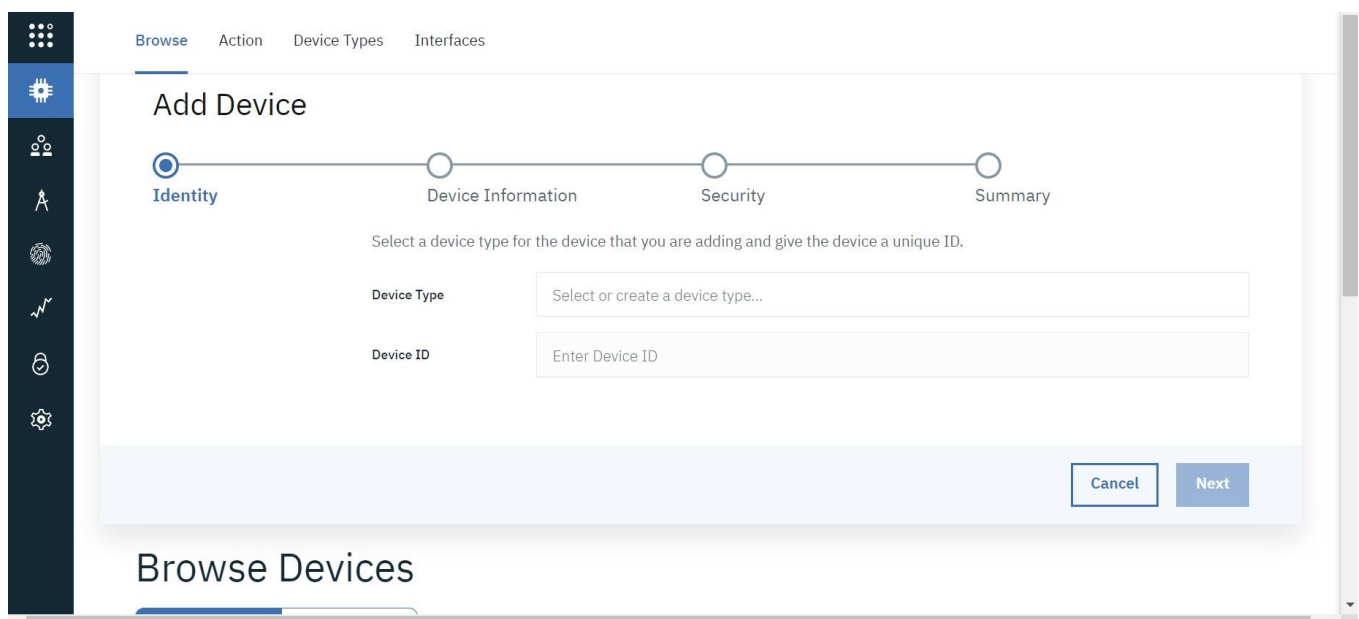 Browse Action Device Types Interfaces
Add Device
Identity Device Information Security Summary
Select a device type for the device that you are adding and give the device a unique ID.
Device Type Select or create a device type...
Device ID Enter Device ID
Cancel Next
Browse Devices